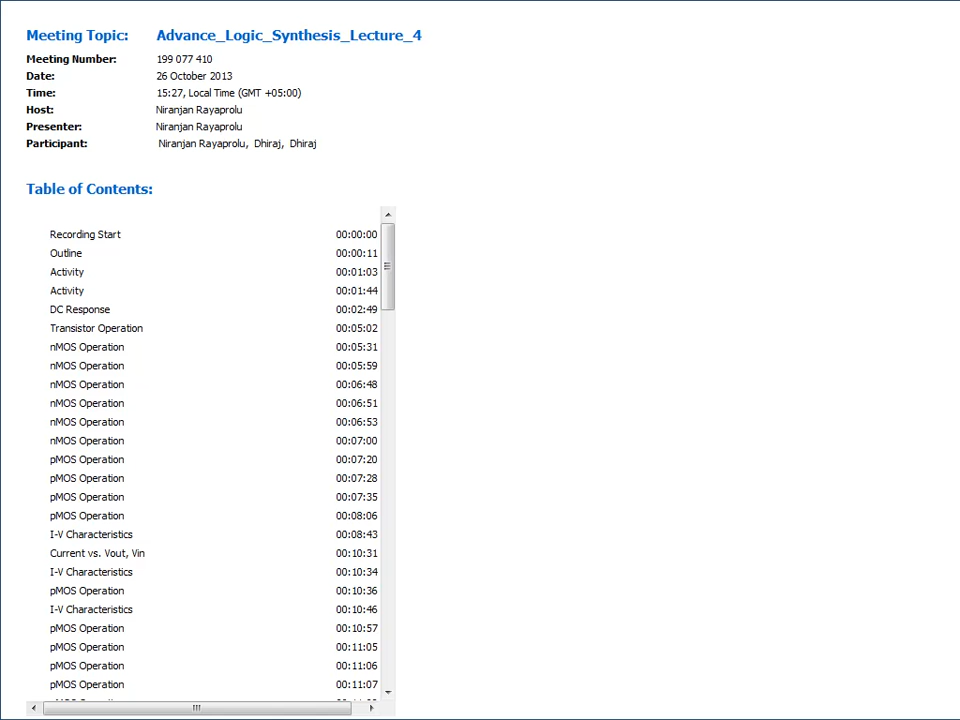 Meeting Topic: Advance_Logic_Synthesis_Lecture_4
Meeting Number: 199 077 410
Date: 26 October 2013
Time: 15:27, Local Time (GMT +05:00)
Host: Niranjan Rayaprolu
Presenter: Niranjan Rayaprolu
Participant: Niranjan Rayaprolu, Dhiraj, Dhiraj
Table of Contents:
Recording Start 00:00:00
Outline 00:00:11
Activity 00:01:03
Activity 00:01:44
DC Response 00:02:49
Transistor Operation 00:05:02
nMOS Operation 00:05:31
nMOS Operation 00:05:59
nMOS Operation 00:06:48
nMOS Operation 00:06:51
nMOS Operation 00:06:53
nMOS Operation 00:07:00
pMOS Operation 00:07:20
pMOS Operation 00:07:28
pMOS Operation 00:07:35
pMOS Operation 00:08:06
I-V Characteristics 00:08:43
Current vs. Vout, Vin 00:10:31
I-V Characteristics 00:10:34
pMOS Operation 00:10:36
I-V Characteristics 00:10:46
pMOS Operation 00:10:57
pMOS Operation 00:11:05
pMOS Operation 00:11:06
pMOS Operation 00:11:07